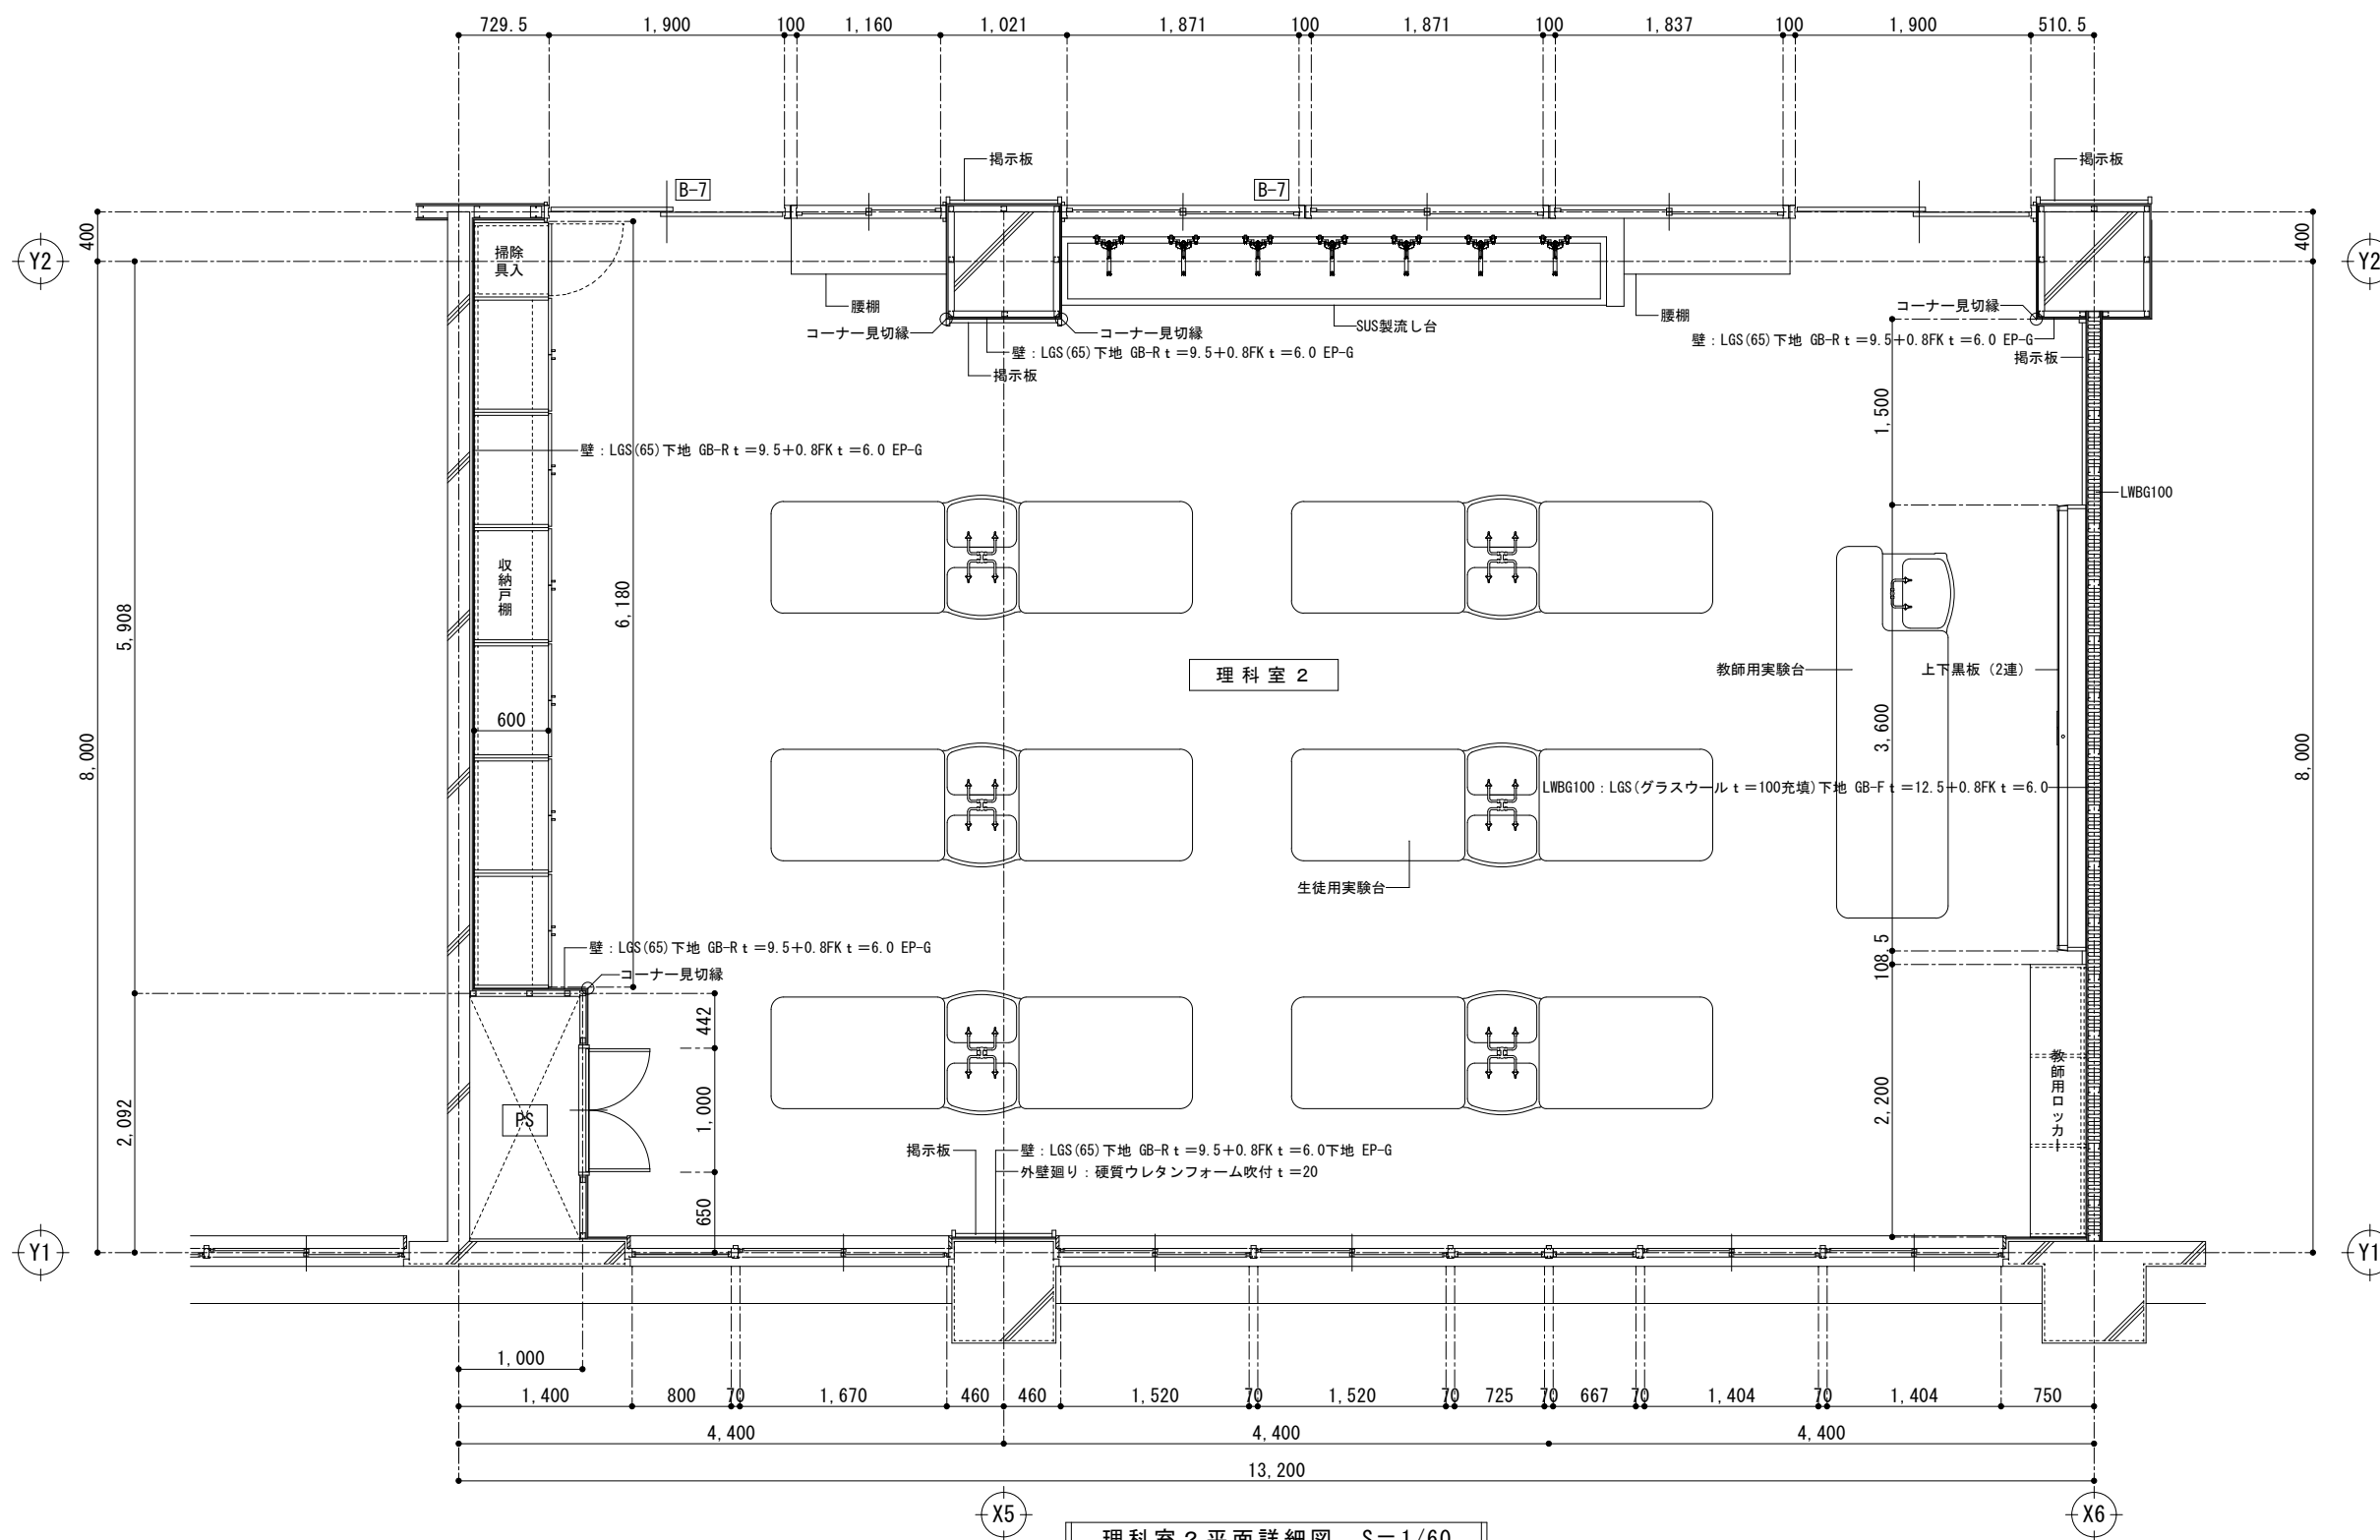 729.5 1,900 100 1,160 1,021 1,871 100 1,871 100 1,837 100 1,900 510.5
掲示板
掲示板
B-7
B-7
400
400
Y2
Y2
掃除
具入
腰棚
コーナー見切縁
コーナー見切縁
SUS製流し台
腰棚
コーナー見切縁
壁：LGS(65)下地 GB-R t＝9.5＋0.8FK t＝6.0 EP-G
壁：LGS(65)下地 GB-R t＝9.5＋0.8FK t＝6.0 EP-G
掲示板
掲示板
1,500
壁：LGS(65)下地 GB-R t＝9.5＋0.8FK t＝6.0 EP-G
LWBG100
収納戸棚
6,180
5,908
理科室２
教師用実験台
上下黒板（2連）
600
3,600
8,000
8,000
LWBG100：LGS(グラスウール t＝100充填)下地 GB-F t＝12.5＋0.8FK t＝6.0
生徒用実験台
壁：LGS(65)下地 GB-R t＝9.5＋0.8FK t＝6.0 EP-G
コーナー見切縁
108.5
442
1,000
650
2,092
PS
2,200
教師用ロッカー
掲示板
壁：LGS(65)下地 GB-R t＝9.5＋0.8FK t＝6.0下地 EP-G
外壁廻り：硬質ウレタンフォーム吹付 t＝20
Y1
Y1
1,000
1,400 800 70 1,670 460 460 1,520 70 1,520 70 725 70 667 70 1,404 70 1,404 750
4,400 4,400 4,400
13,200
X5
X6
理科室２平面詳細図 S＝1/60